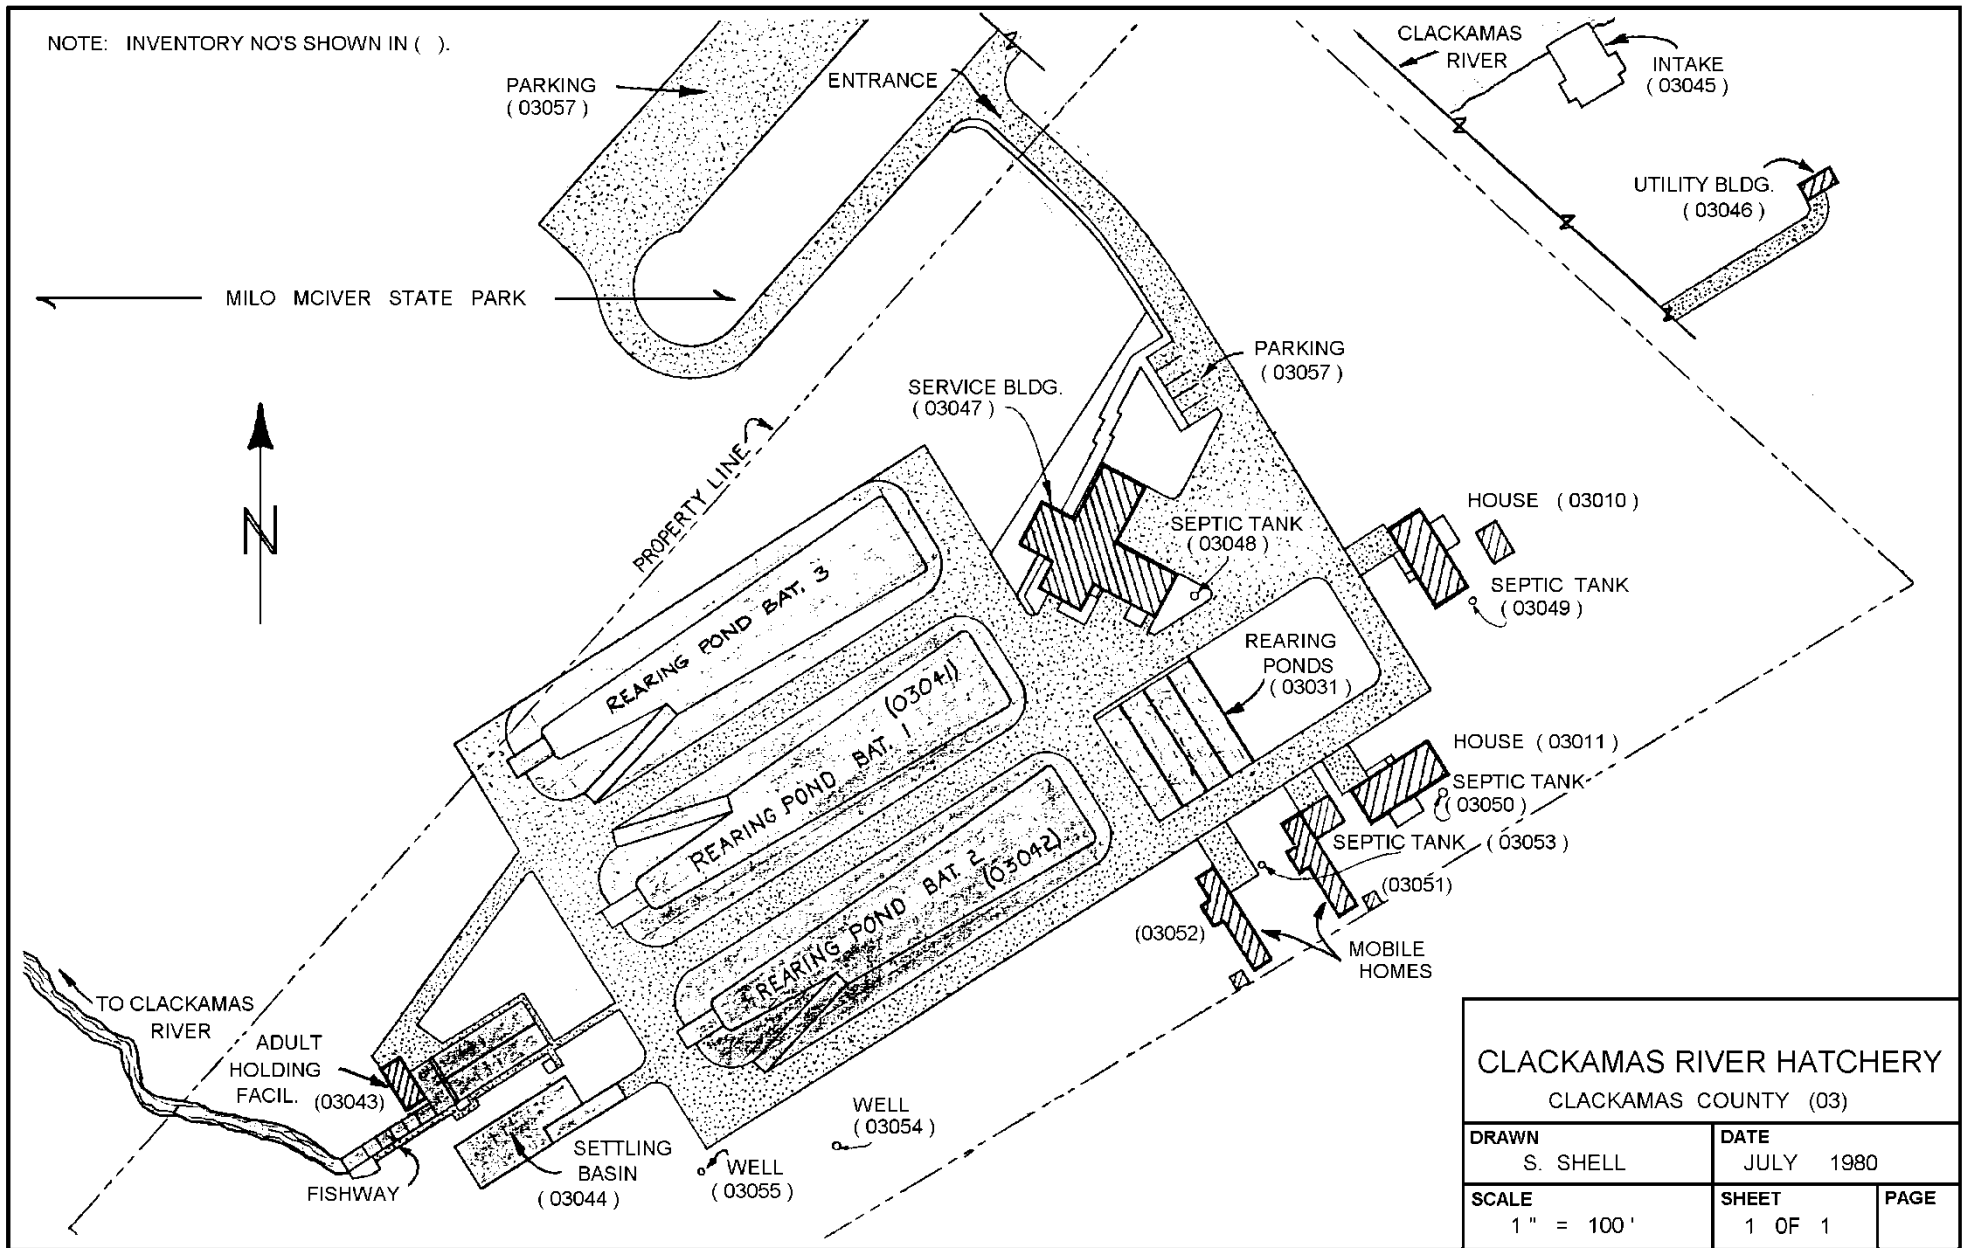 NOTE: INVENTORY NO'S SHOWN IN ( ).
PARKING
( 03057 )
ENTRANCE
CLACKAMAS
RIVER
INTAKE
( 03045 )
UTILITY BLDG.
( 03046 )
MILO MCIVER STATE PARK
PARKING
( 03057 )
SERVICE BLDG.
( 03047 )
PROPERTY LINE
N
HOUSE ( 03010 )
SEPTIC TANK
( 03048 )
SEPTIC TANK
( 03049 )
REARING POND BAT. 3
REARING
PONDS
( 03031 )
REARING POND BAT. 1
(03041)
HOUSE ( 03011 )
SEPTIC TANK
( 03050 )
REARING POND BAT. 2
(03042)
SEPTIC TANK ( 03053 )
(03051)
(03052)
MOBILE
HOMES
TO CLACKAMAS
RIVER
ADULT
HOLDING
FACIL.
(03043)
FISHWAY
SETTLING
BASIN
( 03044 )
WELL
( 03054 )
WELL
( 03055 )
CLACKAMAS RIVER HATCHERY
CLACKAMAS COUNTY (03)
DRAWN
S. SHELL
DATE
JULY 1980
SCALE
1 " = 100 '
SHEET
1 OF 1
PAGE